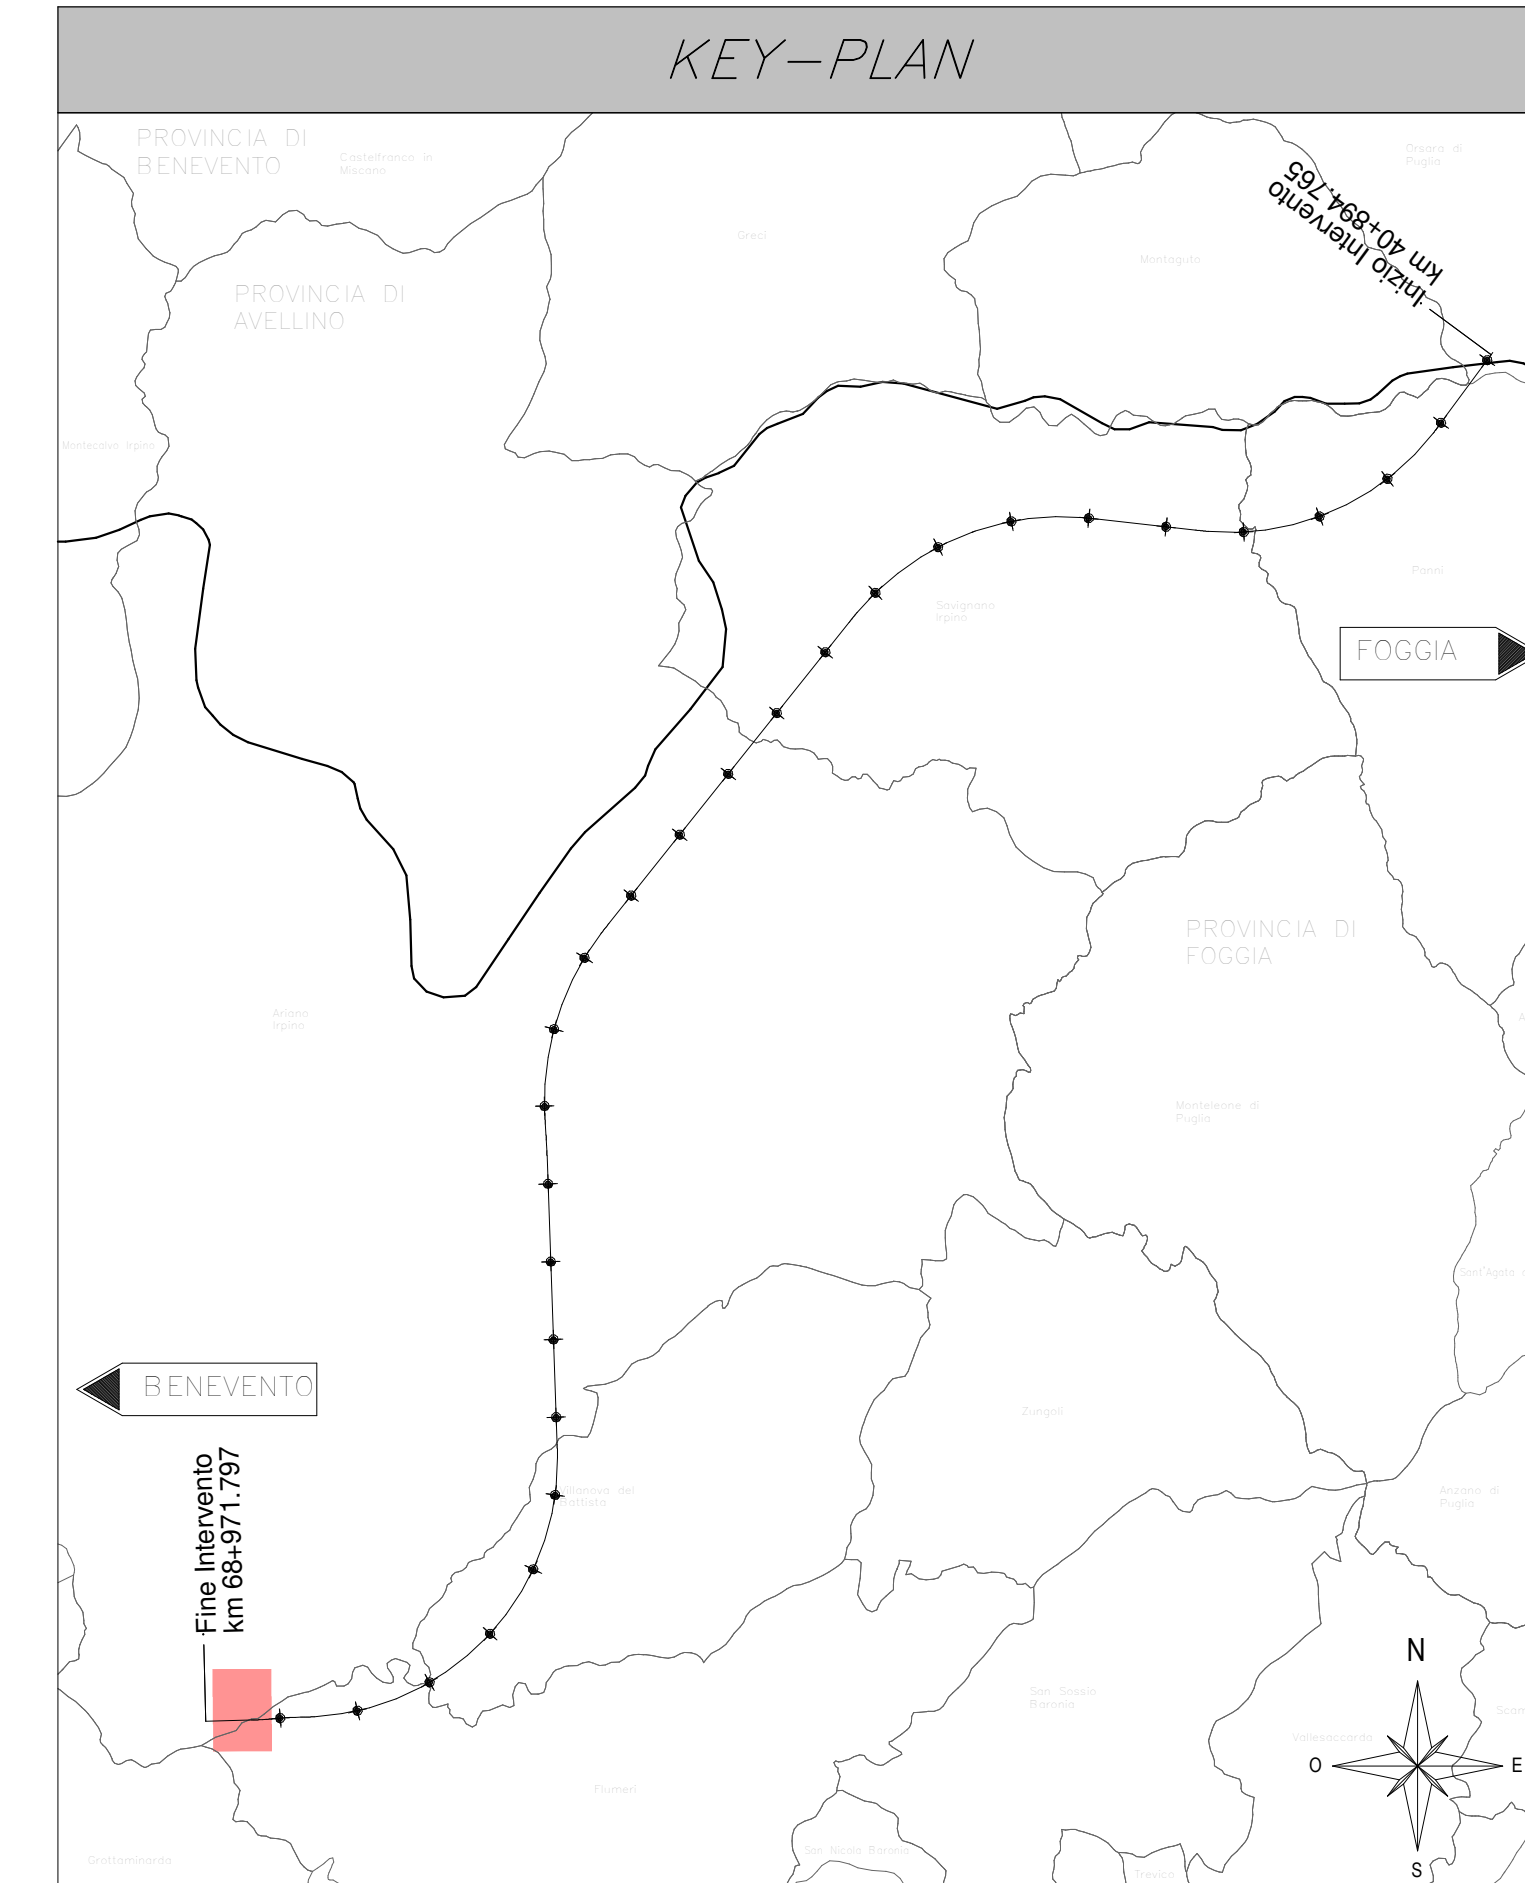 KEY-PLAN
PROVINCIA DI
BENEVENTO
Castelfranco in
Miscano
Orsara di
Puglia
Inizio Intervento
km 40+894.765
Greci
Montaguto
PROVINCIA DI
AVELLINO
Montecalvo Irpino
Panni
Savignano
Irpino
FOGGIA
PROVINCIA DI
FOGGIA
Ariano
Irpino
Monteleone di
Puglia
Sant'Agata
BENEVENTO
Zungoli
Fine Intervento
km 68+971.797
Villanova del
Battista
Anzano di
Puglia
N
San Sossio
Baronia
Vallesaccarda
Scam
O
E
Flumeri
San Nicola Baronia
Grottaminarda
Trevico
S